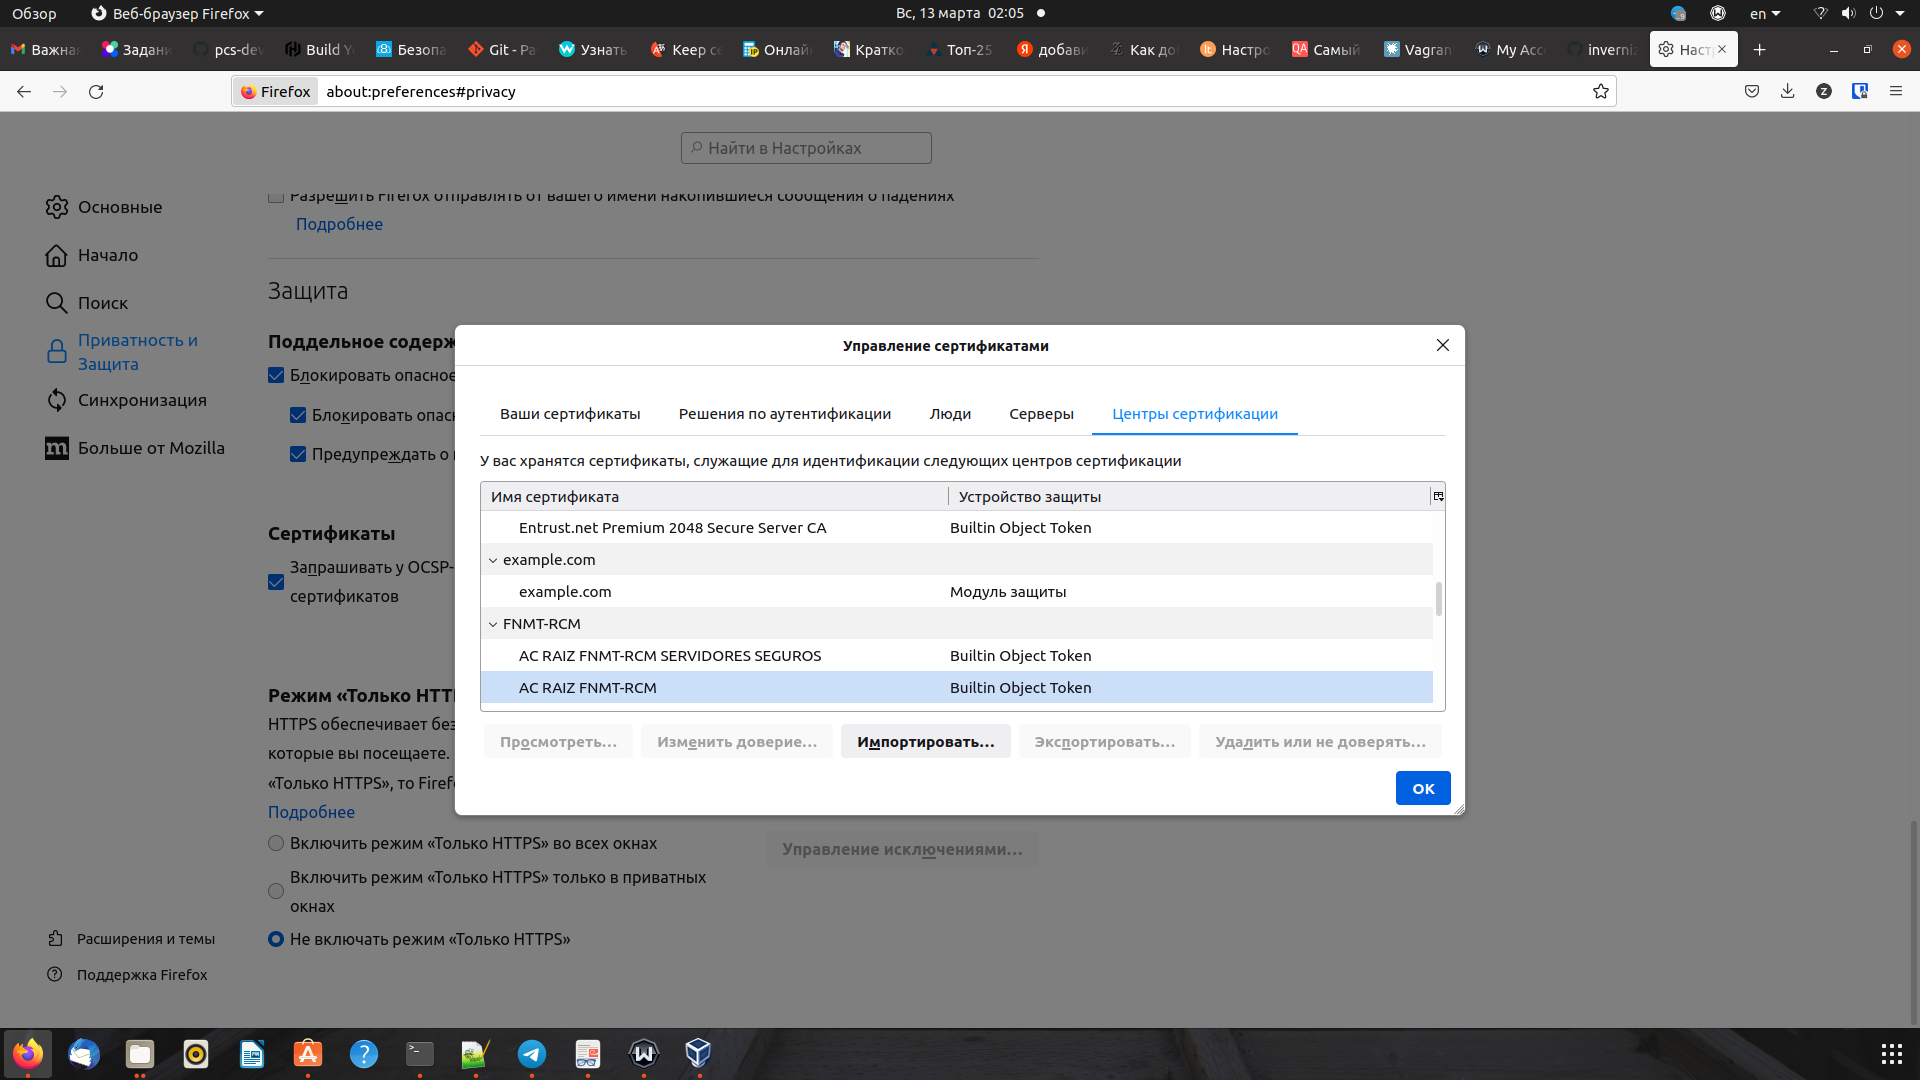 Обзор
Веб-браузер Firefox
Вс, 13 марта 02:05
en
Важна
Задани
pcs-dev
Build Y
Безопа
Git - Pa
Узнать
Keep c
Онлай
Кратко
Топ-25
добави
Как до
Настро
Самый
Vagran
My Acc
inverni
Наст
Firefox
about:preferences#privacy
Найти в Настройках
Основные
Начало
Поиск
Приватность и
Защита
Синхронизация
Больше от Mozilla
Расширения и темы
Поддержка Firefox
Разрешить Firefox отправлять от вашего имени накопившиеся сообщения о падениях
Подробнее
Защита
Поддельное содерж
Блокировать опасное
Блокировать опас
Предупреждать о
Сертификаты
Запрашивать у OCSP-
сертификатов
Режим «Только HTT
HTTPS обеспечивает без
которые вы посещаете.
«Только HTTPS», то Firef
Подробнее
Включить режим «Только HTTPS» во всех окнах
Управление исключениями...
Включить режим «Только HTTPS» только в приватных
окнах
Не включать режим «Только HTTPS»
Управление сертификатами
Ваши сертификаты
Решения по аутентификации
Люди
Серверы
Центры сертификации
У вас хранятся сертификаты, служащие для идентификации следующих центров сертификации
Имя сертификата
Устройство защиты
Entrust.net Premium 2048 Secure Server CA
Builtin Object Token
example.com
example.com
Модуль защиты
FNMT-RCM
AC RAIZ FNMT-RCM SERVIDORES SEGUROS
Builtin Object Token
AC RAIZ FNMT-RCM
Builtin Object Token
Просмотреть...
Изменить доверие...
Импортировать...
Экспортировать...
Удалить или не доверять...
OK